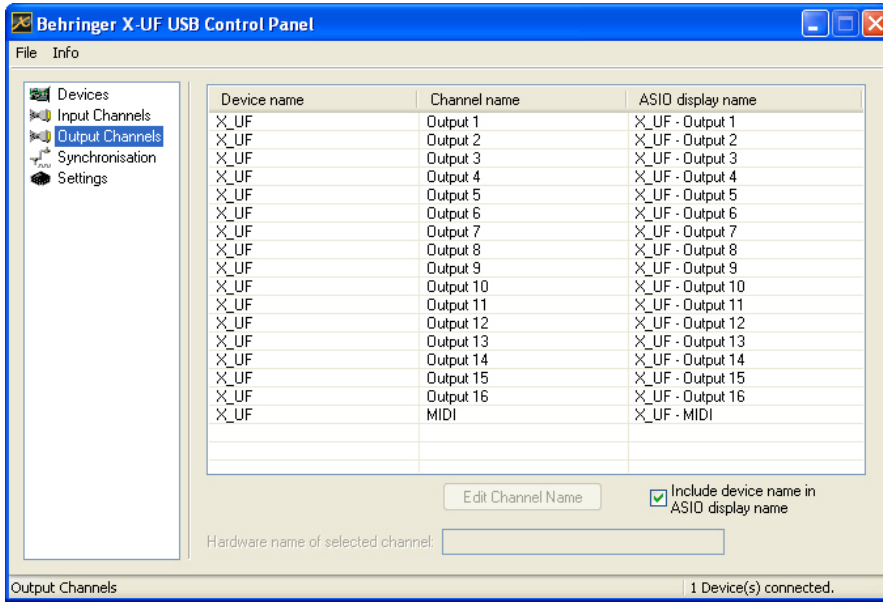 Behringer X-UF USB Control Panel
File Info
Devices
Input Channels
Output Channels
Synchronisation
Settings
Device name Channel name ASIO display name
X_UF Output 1 X_UF - Output 1
X_UF Output 2 X_UF - Output 2
X_UF Output 3 X_UF - Output 3
X_UF Output 4 X_UF - Output 4
X_UF Output 5 X_UF - Output 5
X_UF Output 6 X_UF - Output 6
X_UF Output 7 X_UF - Output 7
X_UF Output 8 X_UF - Output 8
X_UF Output 9 X_UF - Output 9
X_UF Output 10 X_UF - Output 10
X_UF Output 11 X_UF - Output 11
X_UF Output 12 X_UF - Output 12
X_UF Output 13 X_UF - Output 13
X_UF Output 14 X_UF - Output 14
X_UF Output 15 X_UF - Output 15
X_UF Output 16 X_UF - Output 16
X_UF MIDI X_UF - MIDI
Edit Channel Name
Include device name in
ASIO display name
Hardware name of selected channel:
Output Channels 1 Device(s) connected.